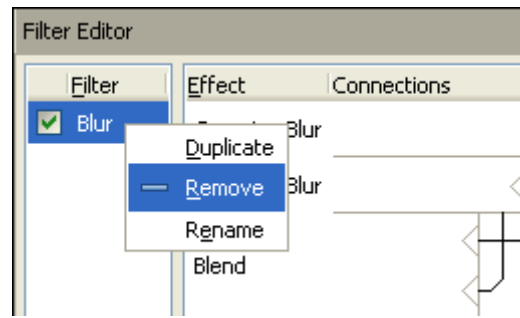 Filter Editor
Filter
Effect
Connections
Blur
Blur
Duplicate
Remove
Blur
Rename
Blend